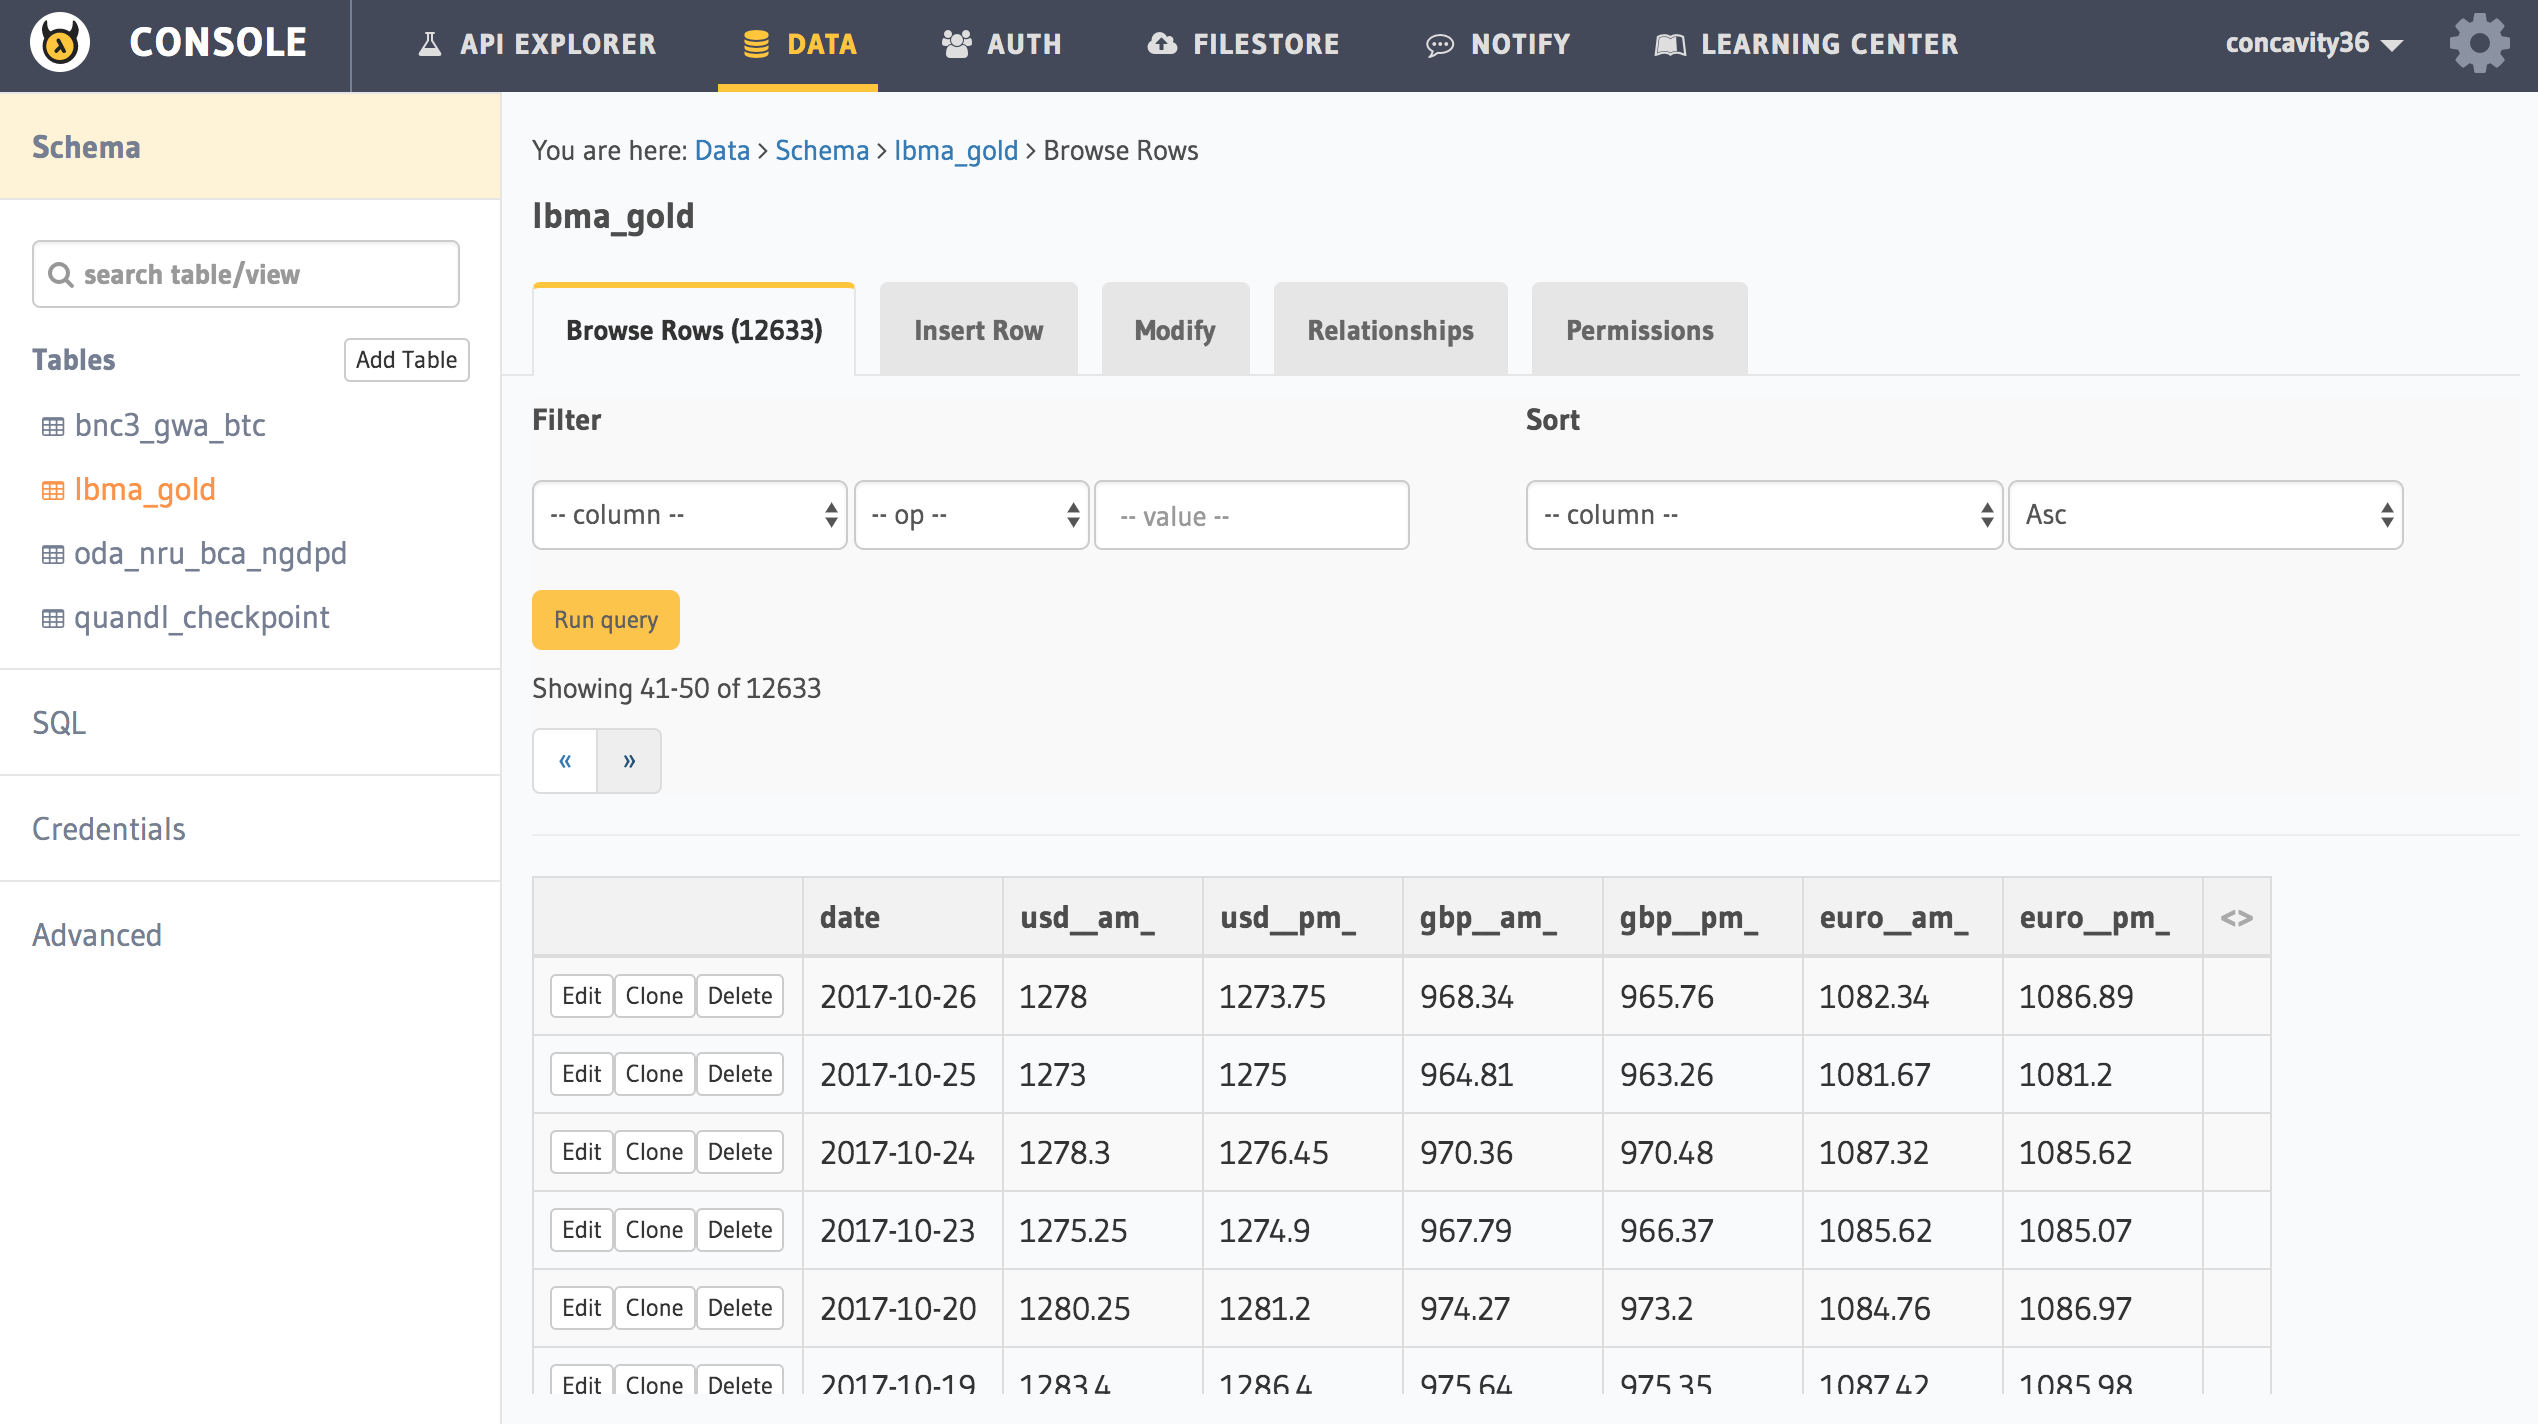 CONSOLE API EXPLORER DATA AUTH FILESTORE NOTIFY LEARNING CENTER concavity36
Schema
search table/view
Tables Add Table
bnc3_gwa_btc
lbma_gold
oda_nru_bca_ngdpd
quandl_checkpoint
SQL
Credentials
Advanced
You are here: Data > Schema > lbma_gold > Browse Rows
lbma_gold
Browse Rows (12633) Insert Row Modify Relationships Permissions
Filter Sort
-- column -- -- op -- -- value -- -- column -- Asc
Run query
Showing 41-50 of 12633
« »
date usd__am_ usd__pm_ gbp__am_ gbp__pm_ euro__am_ euro__pm_ <>
Edit Clone Delete 2017-10-26 1278 1273.75 968.34 965.76 1082.34 1086.89
Edit Clone Delete 2017-10-25 1273 1275 964.81 963.26 1081.67 1081.2
Edit Clone Delete 2017-10-24 1278.3 1276.45 970.36 970.48 1087.32 1085.62
Edit Clone Delete 2017-10-23 1275.25 1274.9 967.79 966.37 1085.62 1085.07
Edit Clone Delete 2017-10-20 1280.25 1281.2 974.27 973.2 1084.76 1086.97
Edit Clone Delete 2017-10-19 1283.4 1286.4 975.64 975.35 1087.42 1085.98